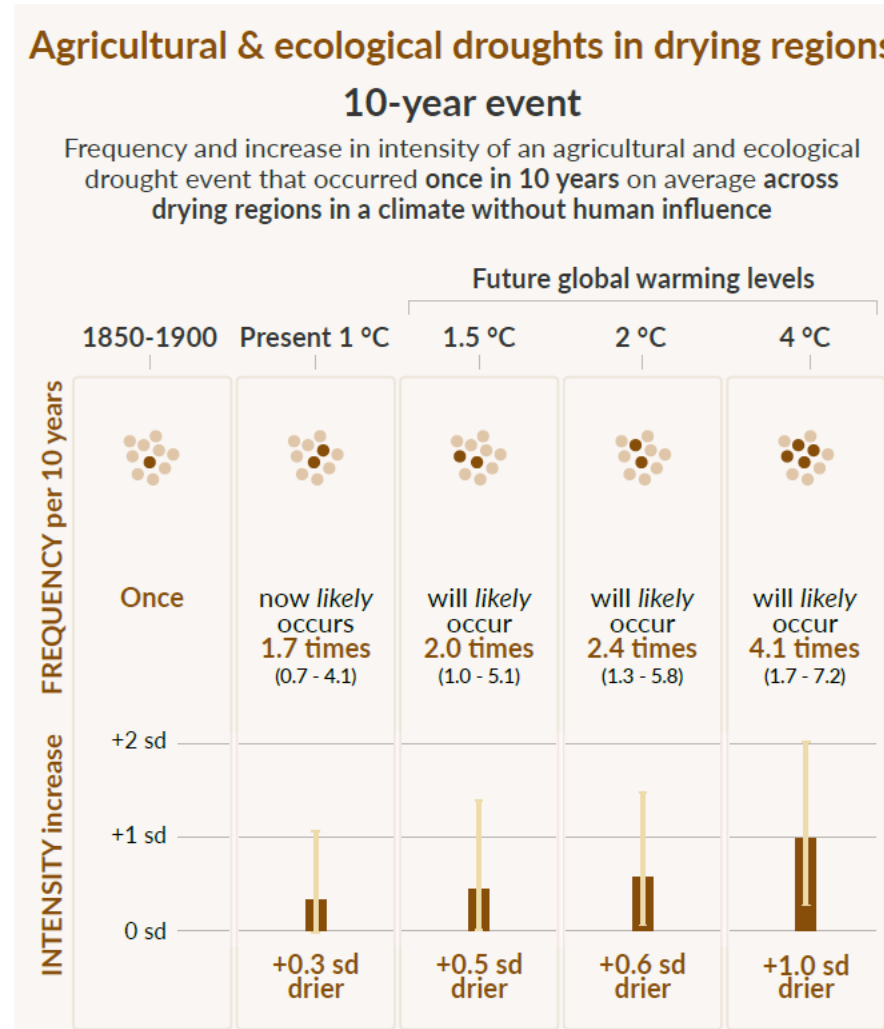 Agricultural & ecological droughts in drying regions
10-year event
Frequency and increase in intensity of an agricultural and ecological
drought event that occurred once in 10 years on average across
drying regions in a climate without human influence
Future global warming levels
1850-1900 Present 1 °C 1.5 °C 2 °C 4 °C
FREQUENCY per 10 years
Once
now likely
occurs
1.7 times
(0.7 - 4.1)
will likely
occur
2.0 times
(1.0 - 5.1)
will likely
occur
2.4 times
(1.3 - 5.8)
will likely
occur
4.1 times
(1.7 - 7.2)
INTENSITY increase
+2 sd
+1 sd
0 sd
+0.3 sd
drier
+0.5 sd
drier
+0.6 sd
drier
+1.0 sd
drier